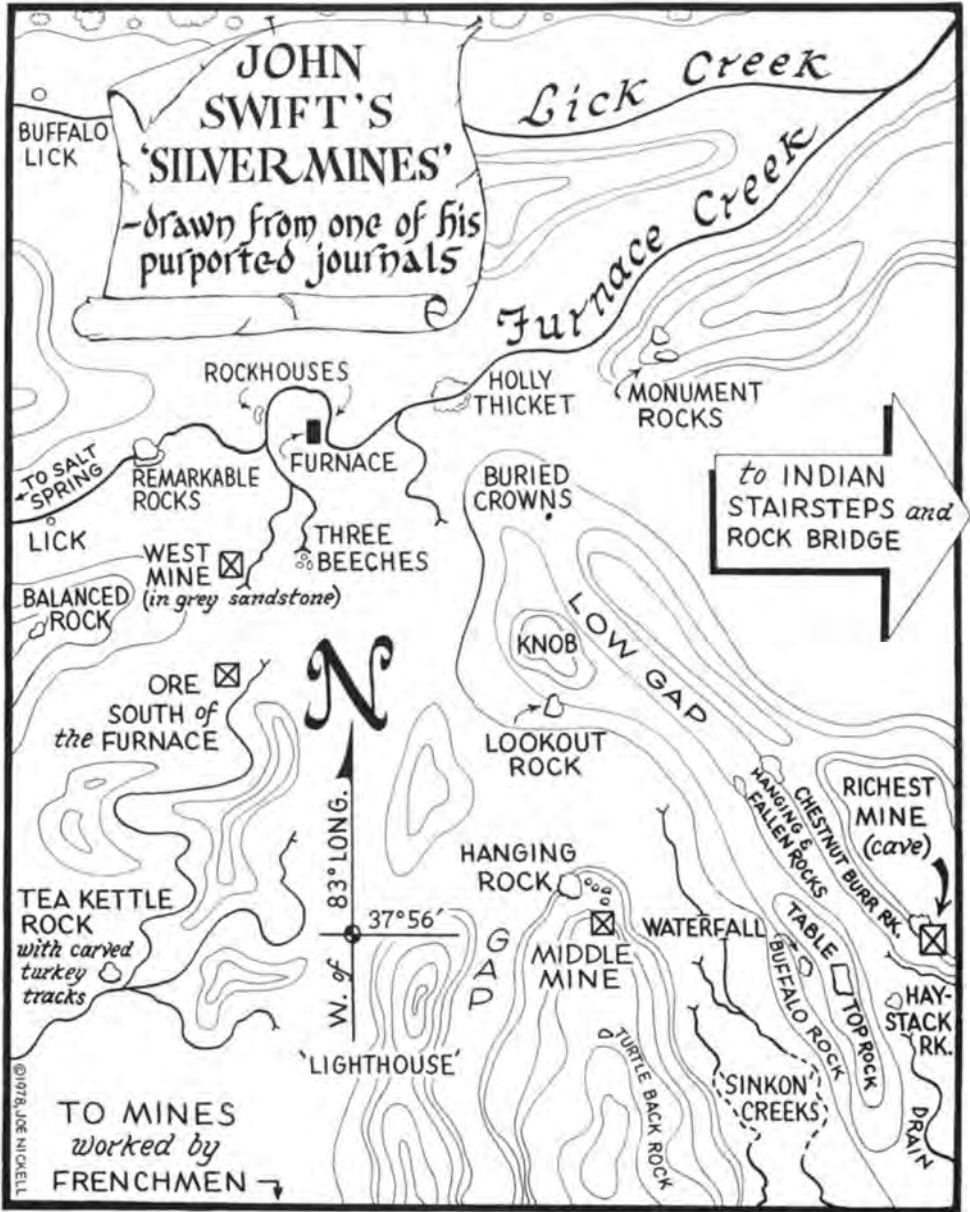 JOHN
SWIFT'S
'SILVERMINES'
-drawn from one of his
purported journals
Lick Creek
BUFFALO
LICK
Furnace Creek
ROCKHOUSES
HOLLY
THICKET
MONUMENT
ROCKS
FURNACE
TO SALT
SPRING
REMARKABLE
ROCKS
BURIED
CROWNS
to INDIAN
STAIRSTEPS and
ROCK BRIDGE
LICK
WEST
MINE
(in grey sandstone)
THREE
BEECHES
BALANCED
ROCK
N
KNOB
LOW GAP
ORE
SOUTH of
the FURNACE
LOOKOUT
ROCK
HANGING &
FALLEN ROCKS
CHESTNUT BURR RK.
RICHEST
MINE
(cave)
W. of 83° LONG.
37°56'
HANGING
ROCK
TEA KETTLE
ROCK
with carved
turkey
tracks
GAP
MIDDLE
MINE
WATERFALL
TABLE
TOP ROCK
BUFFALO ROCK
HAY-
STACK
RK.
'LIGHTHOUSE'
TURTLE BACK ROCK
'SINKON'
CREEKS
DRAIN
TO MINES
worked by
FRENCHMEN
©1978, JOE NICKELL